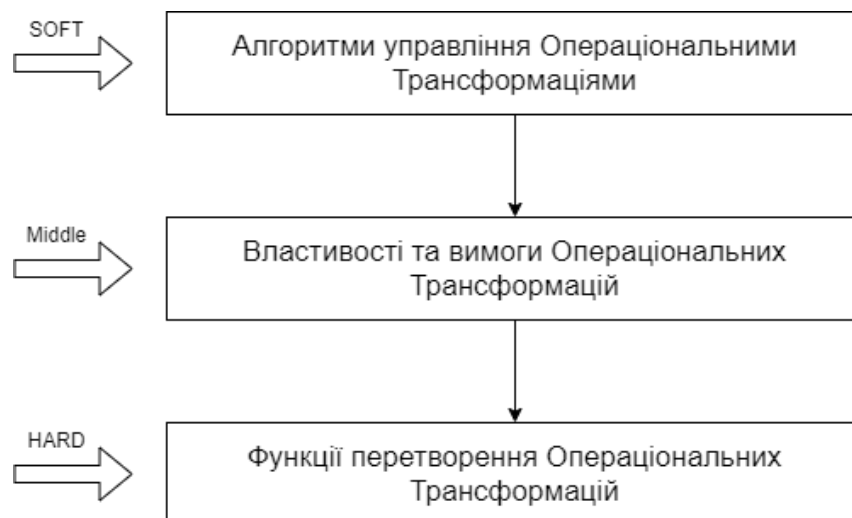 SOFT
Алгоритми управління Операціональними
Трансформаціями
Middle
Властивості та вимоги Операціональних
Трансформацій
HARD
Функції перетворення Операціональних
Трансформацій